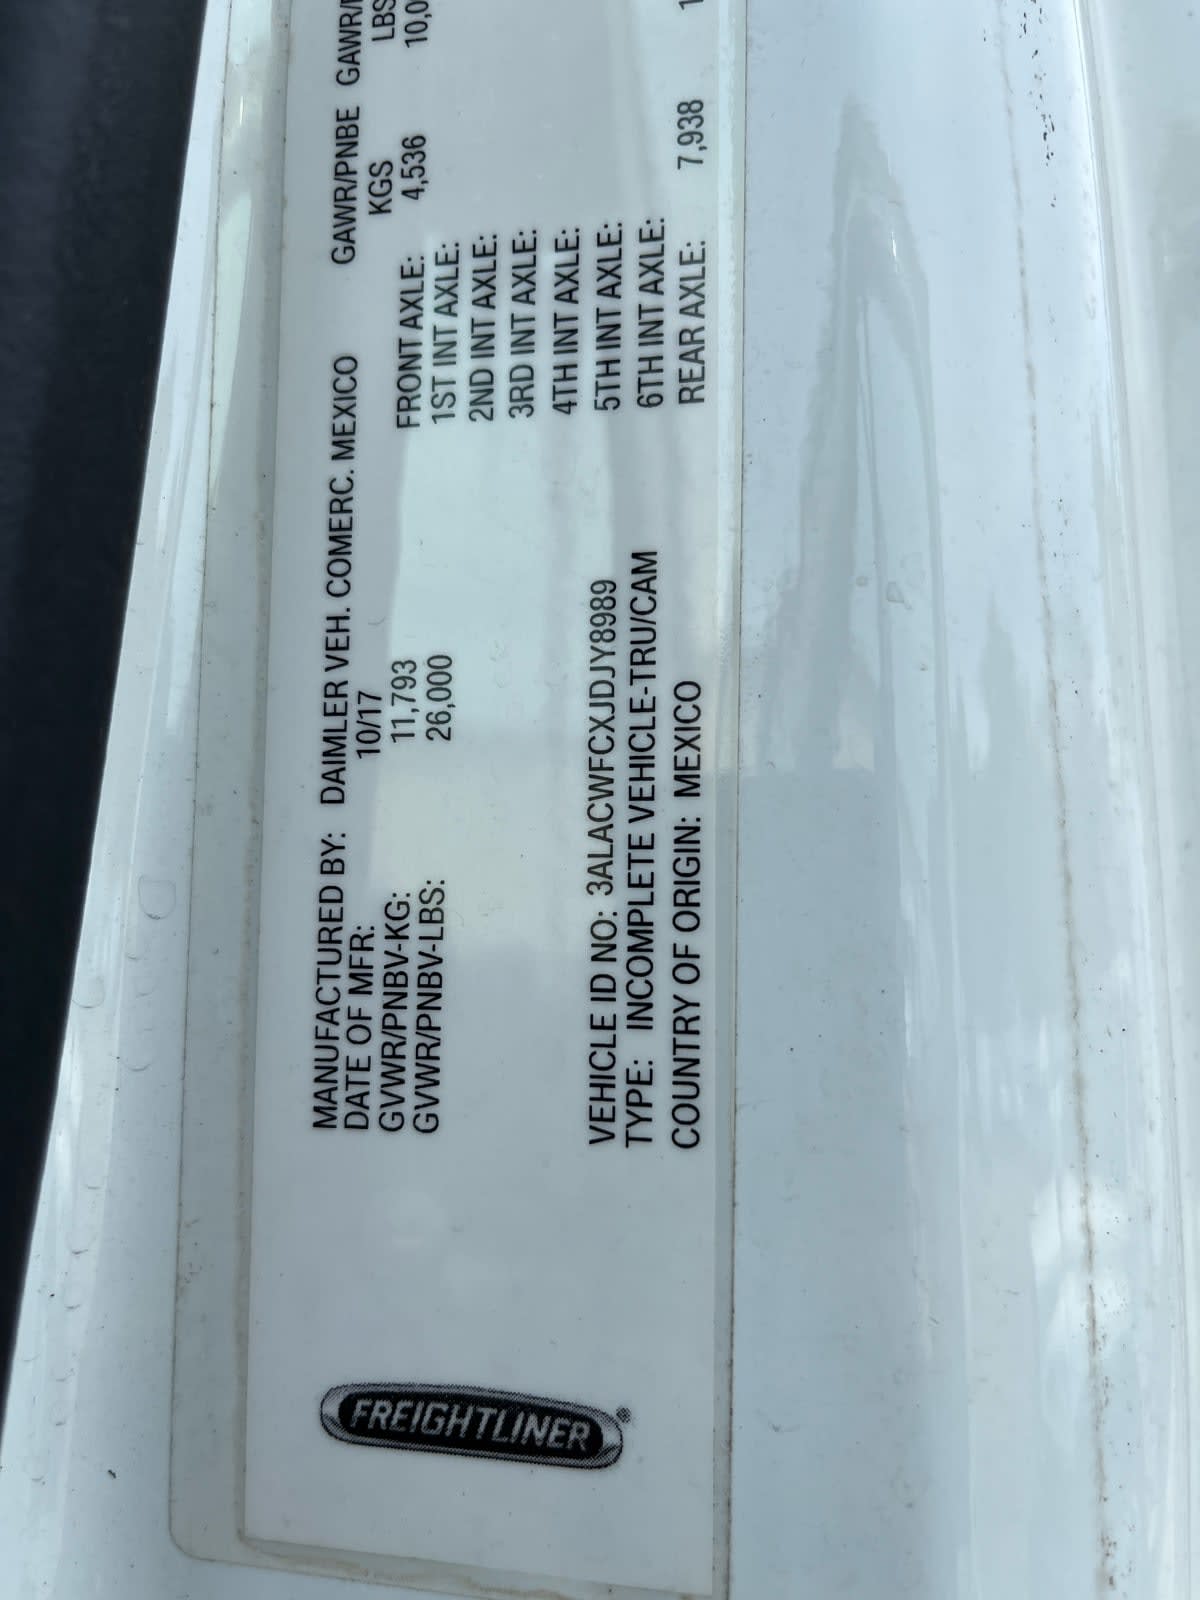 FREIGHTLINER®
MANUFACTURED BY: DAIMLER VEH. COMERC. MEXICO
DATE OF MFR: 10/17
GVWR/PNBV-KG: 11,793
GVWR/PNBV-LBS: 26,000
VEHICLE ID NO: 3ALACWFCXJDJY8989
TYPE: INCOMPLETE VEHICLE-TRU/CAM
COUNTRY OF ORIGIN: MEXICO
GAWR/PNBE GAWR/
KGS LBS
FRONT AXLE: 4,536 10,0
1ST INT AXLE:
2ND INT AXLE:
3RD INT AXLE:
4TH INT AXLE:
5TH INT AXLE:
6TH INT AXLE:
REAR AXLE: 7,938 1